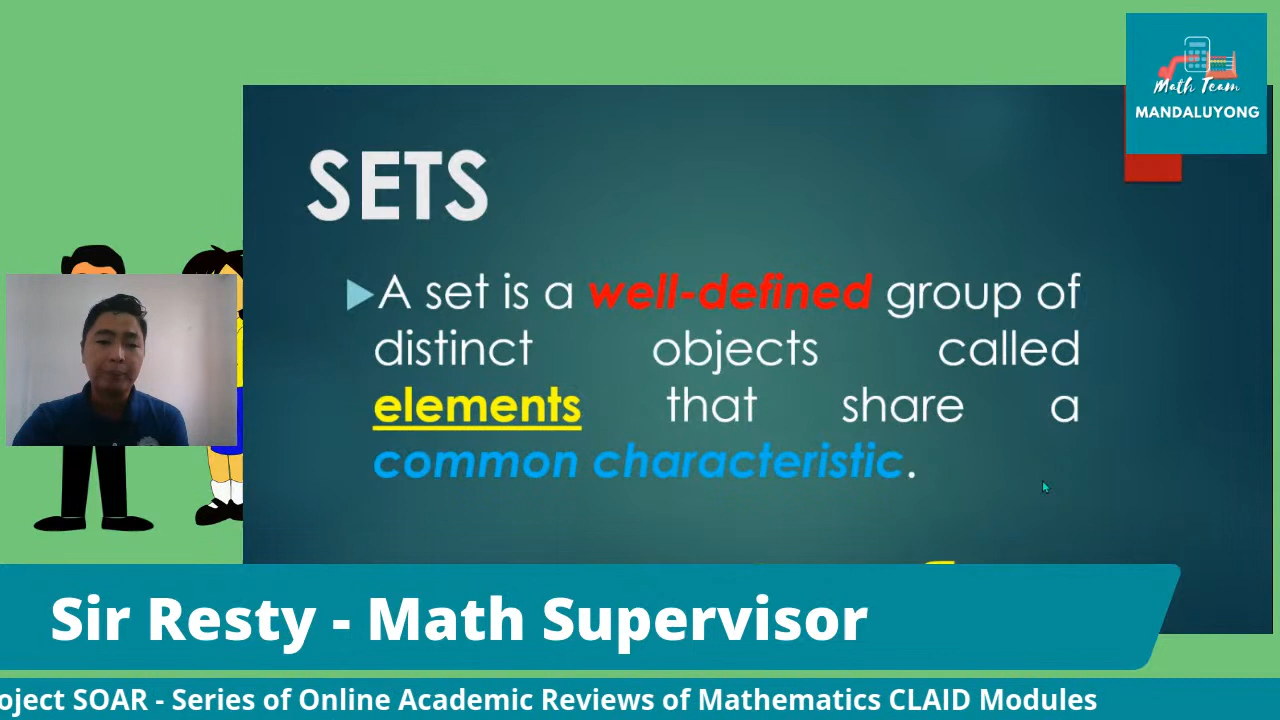 Math Team
MANDALUYONG
SETS
A set is a well-defined group of
distinct objects called
elements that share a
common characteristic.
Sir Resty - Math Supervisor
oject SOAR - Series of Online Academic Reviews of Mathematics CLAID Modules